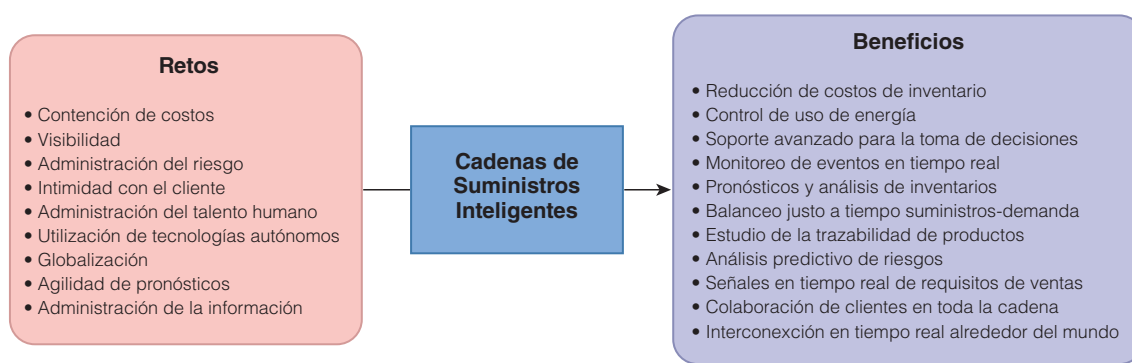 Retos
• Contención de costos
• Visibilidad
• Administración del riesgo
• Intimidad con el cliente
• Administración del talento humano
• Utilización de tecnologías autónomos
• Globalización
• Agilidad de pronósticos
• Administración de la información
Cadenas de
Suministros
Inteligentes
Beneficios
• Reducción de costos de inventario
• Control de uso de energía
• Soporte avanzado para la toma de decisiones
• Monitoreo de eventos en tiempo real
• Pronósticos y análisis de inventarios
• Balanceo justo a tiempo suministros-demanda
• Estudio de la trazabilidad de productos
• Análisis predictivo de riesgos
• Señales en tiempo real de requisitos de ventas
• Colaboración de clientes en toda la cadena
• Interconexción en tiempo real alrededor del mundo